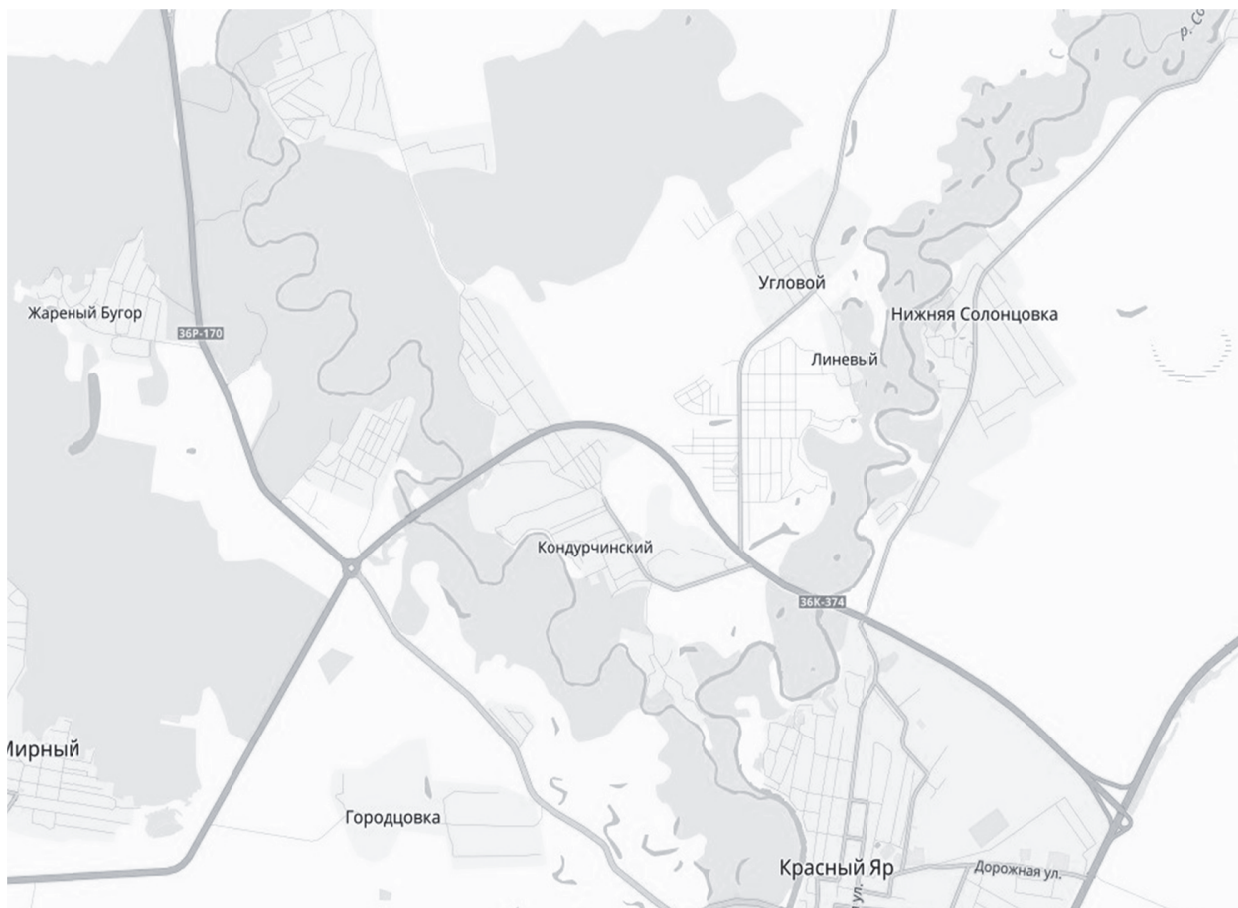 р. Со
Угловой
Жареный Бугор
Нижняя Солонцовка
36Р-170
Линевый
Кондурчинский
36К-374
Мирный
Городцовка
Красный Яр
Дорожная ул.
ул.